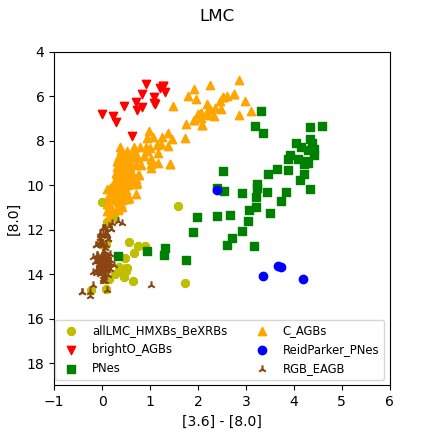 LMC
4
6
8
10
12
14
16
18
[8.0]
−1
0
1
2
3
4
5
6
[3.6] - [8.0]
allLMC_HMXBs_BeXRBs
brightO_AGBs
PNes
C_AGBs
ReidParker_PNes
RGB_EAGB